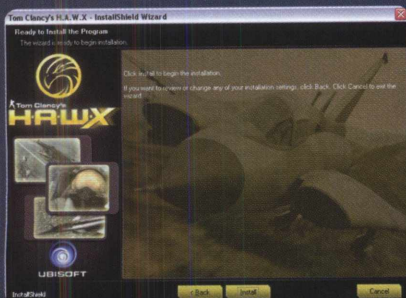 Tom Clancy's H.A.W.X - InstallShield Wizard
Ready to Install the Program
The wizard is ready to begin installation.
Click Install to begin the installation.
If you want to review or change any of your installation settings, click Back. Click Cancel to exit the
wizard.
Tom Clancy's
H.A.W.X
UBISOFT
InstallShield
< Back
Install
Cancel